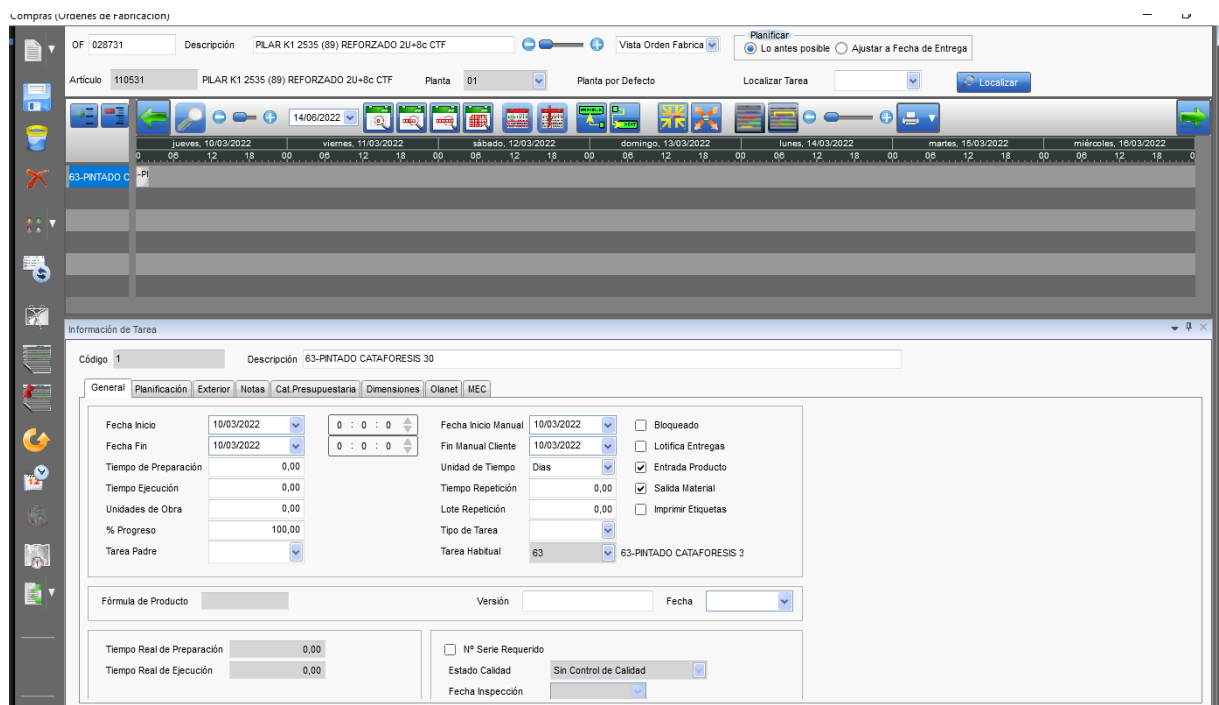 Compras (Órdenes de Fabricación)
OF 028731 Descripción PILAR K1 2535 (89) REFORZADO 2U+8c CTF Vista Orden Fabrica
Planificar
Lo antes posible Ajustar a Fecha de Entrega
Artículo 110531 PILAR K1 2535 (89) REFORZADO 2U+8c CTF Planta 01 Planta por Defecto Localizar Tarea Localizar
14/06/2022
jueves, 10/03/2022 viernes, 11/03/2022 sábado, 12/03/2022 domingo, 13/03/2022 lunes, 14/03/2022 martes, 15/03/2022 miércoles, 16/03/2022
0 06 12 18 00 06 12 18 00 06 12 18 00 06 12 18 00 06 12 18 00 06 12 18 00 06 12 18 0
63-PINTADO C -PI
Información de Tarea
Código 1 Descripción 63-PINTADO CATAFORESIS 30
General Planificación Exterior Notas Cat.Presupuestaria Dimensiones Olanet MEC
Fecha Inicio 10/03/2022 0 : 0 : 0 Fecha Inicio Manual 10/03/2022 Bloqueado
Fecha Fin 10/03/2022 0 : 0 : 0 Fin Manual Cliente 10/03/2022 Lotifica Entregas
Tiempo de Preparación 0,00 Unidad de Tiempo Dias Entrada Producto
Tiempo Ejecución 0,00 Tiempo Repetición 0,00 Salida Material
Unidades de Obra 0,00 Lote Repetición 0,00 Imprimir Etiquetas
% Progreso 100,00 Tipo de Tarea
Tarea Padre Tarea Habitual 63 63-PINTADO CATAFORESIS 3
Fórmula de Producto Versión Fecha
Tiempo Real de Preparación 0,00 Nº Serie Requerido
Tiempo Real de Ejecución 0,00 Estado Calidad Sin Control de Calidad
Fecha Inspección